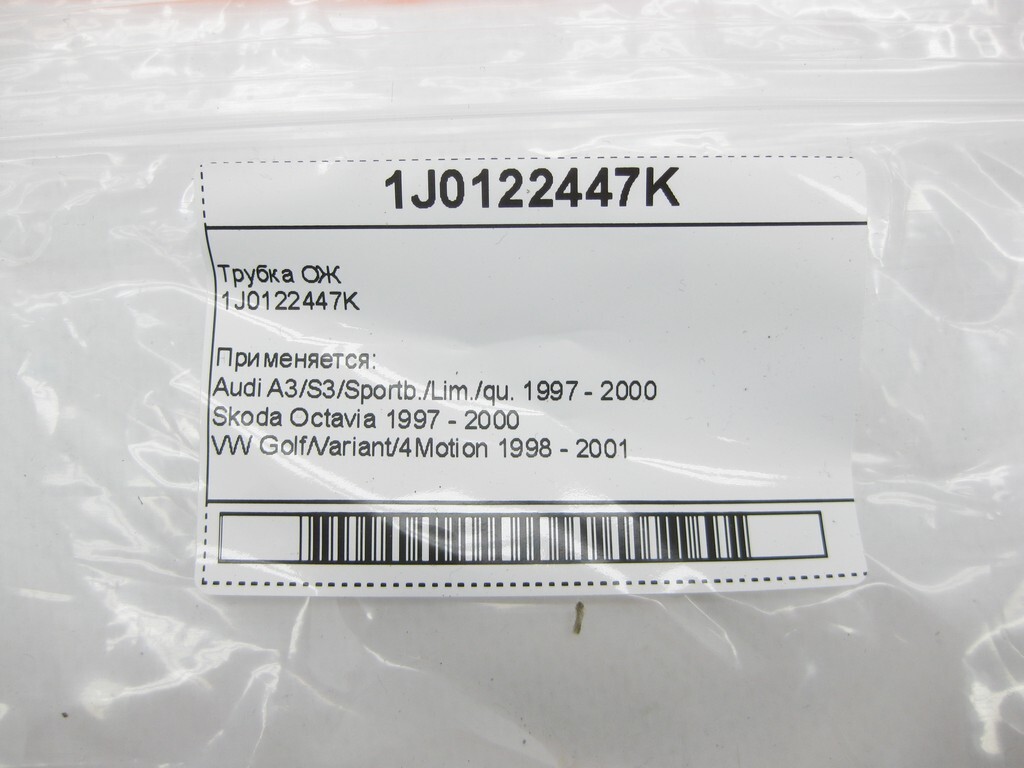 1J0122447K
Трубка ОЖ
1J0122447K
Применяется:
Audi A3/S3/Sportb./Lim./qu. 1997 - 2000
Skoda Octavia 1997 - 2000
VW Golf/Variant/4Motion 1998 - 2001